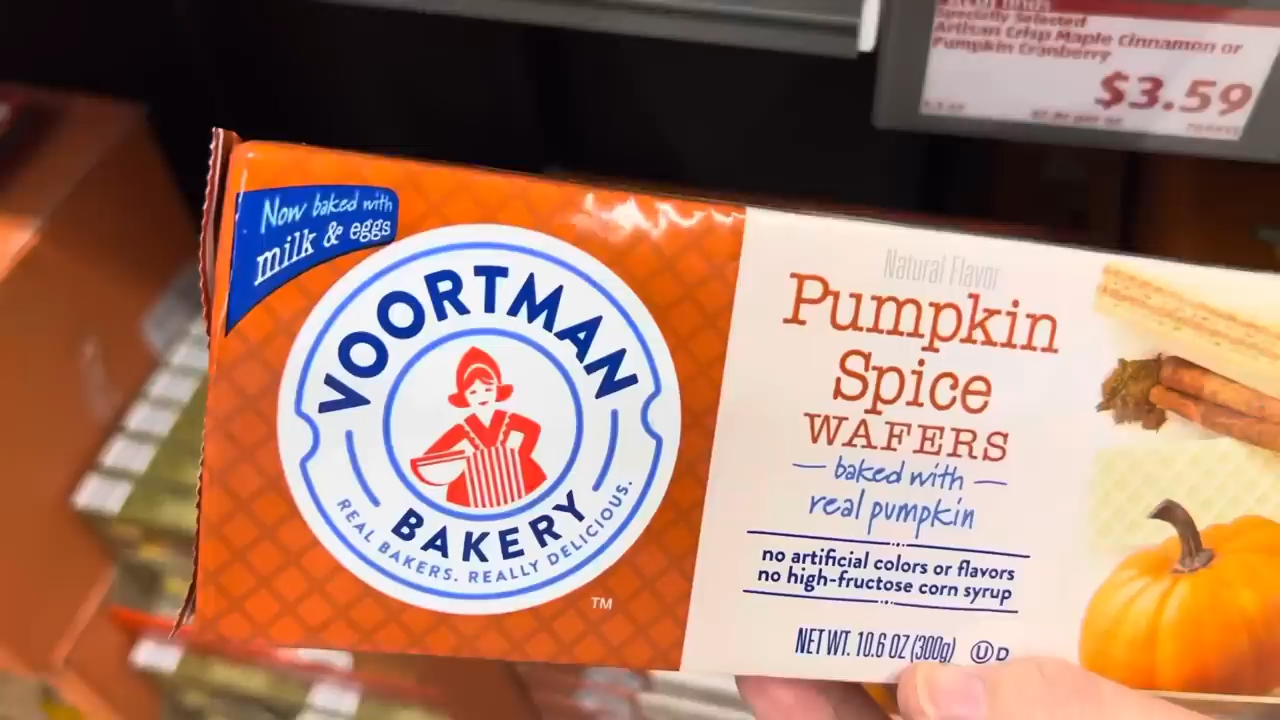 Specially Selected
Artisan Crisp Maple Cinnamon or
Pumpkin Cranberry
$3.59
Now baked with
milk & eggs
VOORTMAN
BAKERY
REAL BAKERS. REALLY DELICIOUS.
TM
Natural Flavor
Pumpkin
Spice
WAFERS
baked with
real pumpkin
no artificial colors or flavors
no high-fructose corn syrup
NET WT. 10.6 OZ (300g) U D